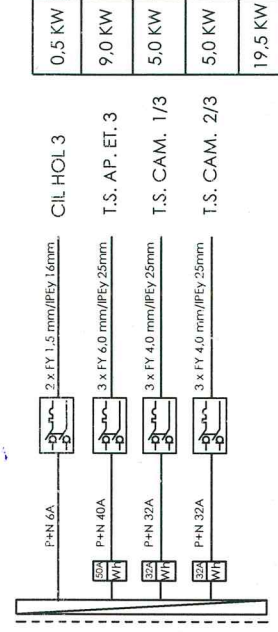 P+N 6A 2 x FY 1,5 mm/IPEy 16mm CIL HOL 3 0,5 KW
50A Wh P+N 40A 3 x FY 6,0 mm/IPEy 25mm T.S. AP. ET. 3 9,0 KW
32A Wh P+N 32A 3 x FY 4,0 mm/IPEy 25mm T.S. CAM. 1/3 5,0 KW
32A Wh P+N 32A 3 x FY 4,0 mm/IPEy 25mm T.S. CAM. 2/3 5,0 KW
19,5 KW